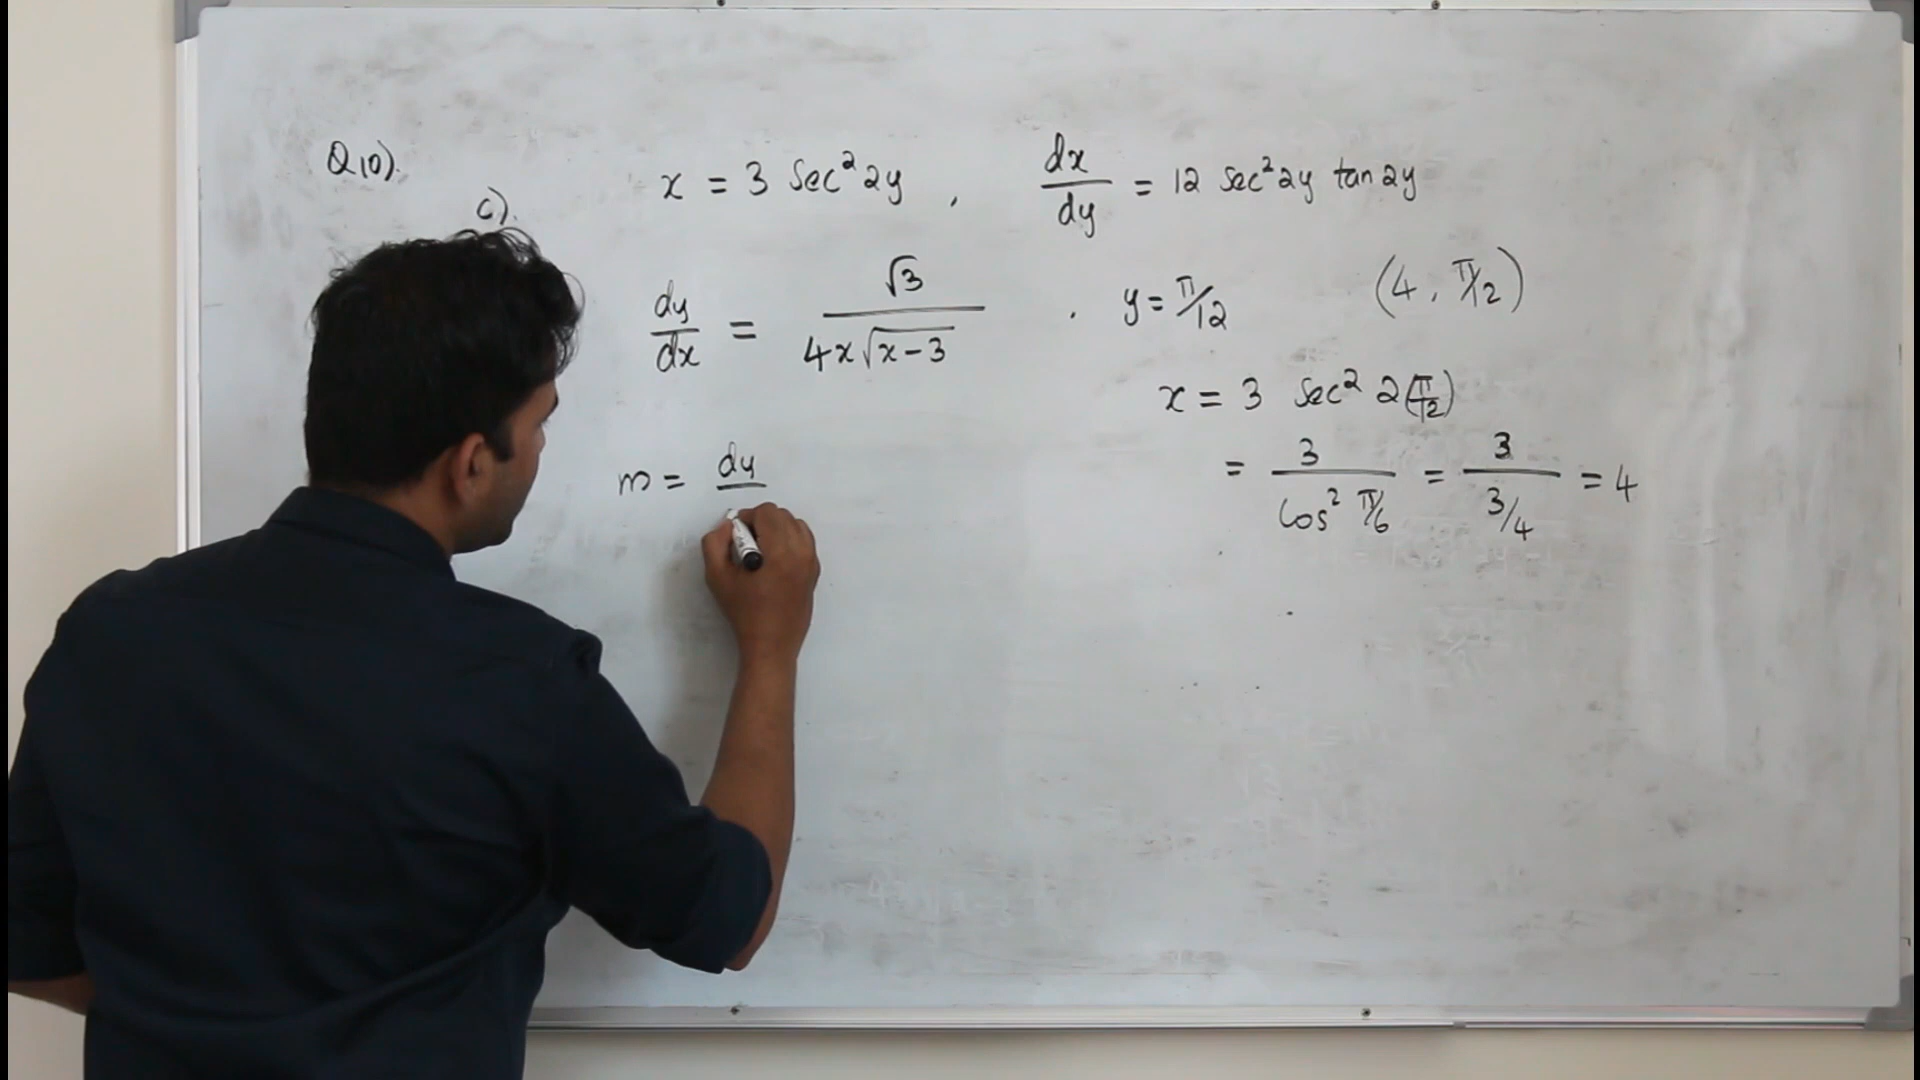 Q10).
c).
x = 3 sec² 2y , dx/dy = 12 sec² 2y tan 2y
dy/dx = √3 / 4x√x-3 . y = π/12 (4, π/12)
x = 3 sec² 2(π/12)
= 3 / cos² π/6 = 3 / 3/4 = 4
m = dy